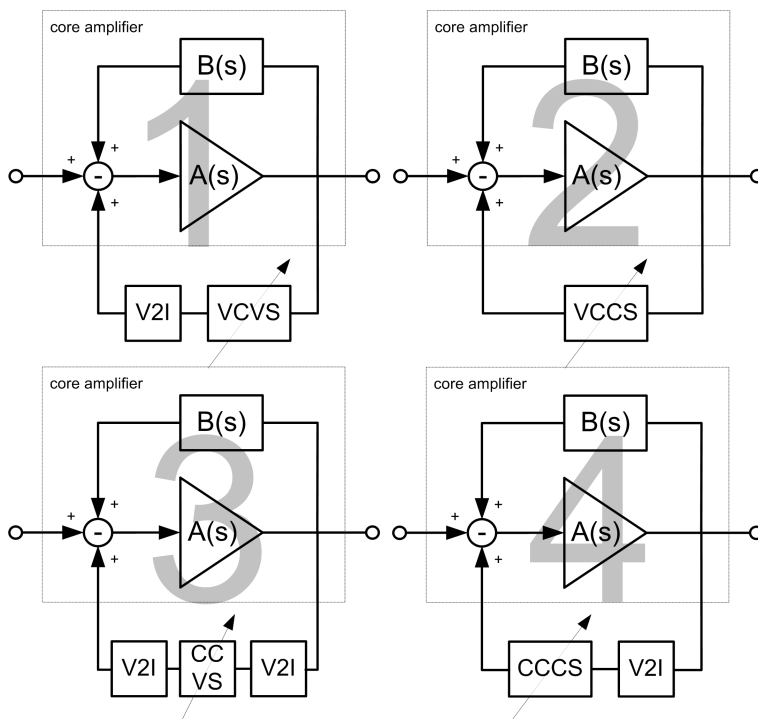 core amplifier
B(s)
+
+
-
A(s)
+
V2I
VCVS
1
core amplifier
B(s)
+
+
-
A(s)
+
VCCS
2
core amplifier
B(s)
+
+
-
A(s)
+
V2I
CC
VS
V2I
3
core amplifier
B(s)
+
+
-
A(s)
+
CCCS
V2I
4